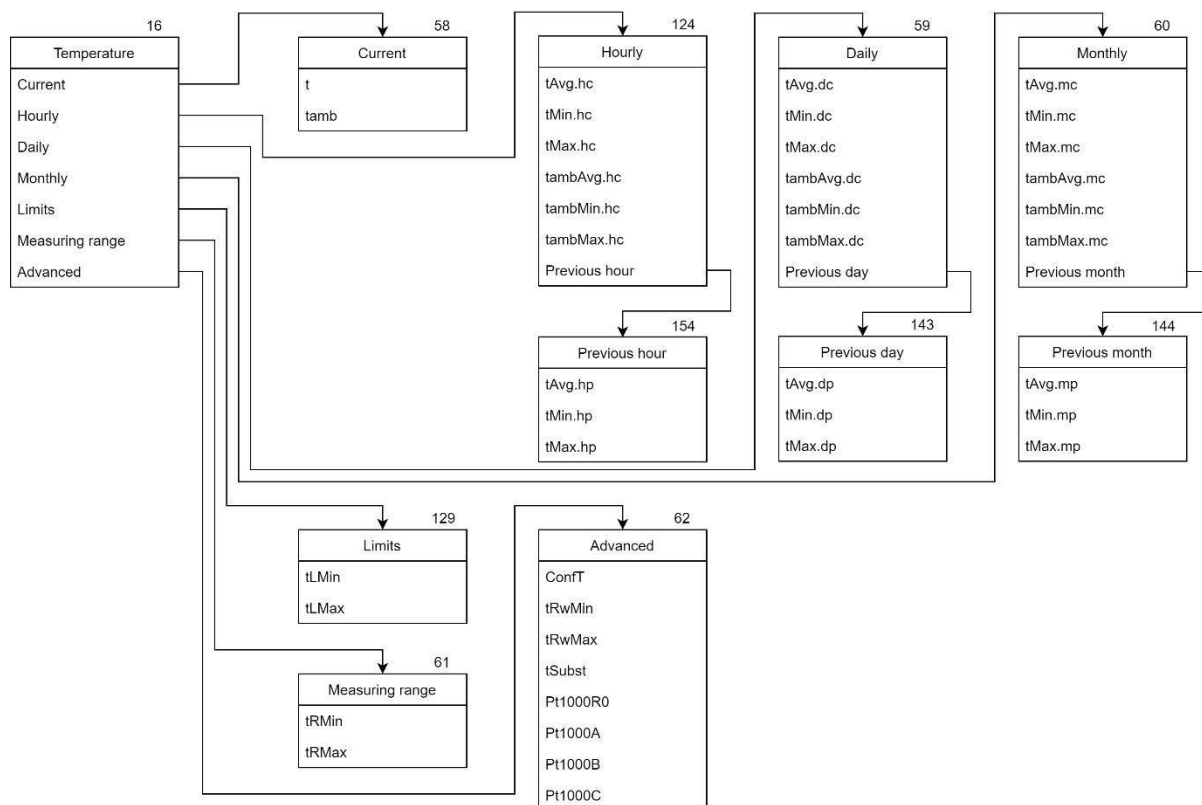 16
Temperature
Current
Hourly
Daily
Monthly
Limits
Measuring range
Advanced
58
Current
t
tamb
124
Hourly
tAvg.hc
tMin.hc
tMax.hc
tambAvg.hc
tambMin.hc
tambMax.hc
Previous hour
59
Daily
tAvg.dc
tMin.dc
tMax.dc
tambAvg.dc
tambMin.dc
tambMax.dc
Previous day
60
Monthly
tAvg.mc
tMin.mc
tMax.mc
tambAvg.mc
tambMin.mc
tambMax.mc
Previous month
154
Previous hour
tAvg.hp
tMin.hp
tMax.hp
143
Previous day
tAvg.dp
tMin.dp
tMax.dp
144
Previous month
tAvg.mp
tMin.mp
tMax.mp
129
Limits
tLMin
tLMax
61
Measuring range
tRMin
tRMax
62
Advanced
ConfT
tRwMin
tRwMax
tSubst
Pt1000R0
Pt1000A
Pt1000B
Pt1000C